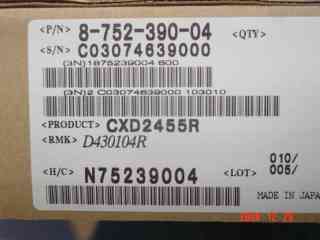 <P/N> 8-752-390-04 <QTY>
<S/N> C03074639000
(3N)1875239004 600
(3N)2 C03074639000 103010
<PRODUCT> CXD2455R
<RMK> D430104R
010/
<H/C> N75239004 <LOT> 005/
MADE IN JAPA